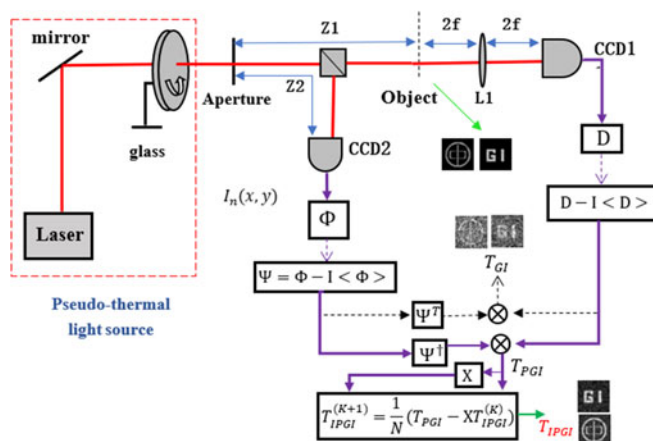 mirror
glass
Laser
Pseudo-thermal
light source
Aperture
Z1
Z2
Object
2f
2f
L1
CCD1
CCD2
GI
D
D − I < D >
I_n(x, y)
Φ
Ψ = Φ − I < Φ >
GI
T_GI
Ψ^T
Ψ^†
T_PGI
X
T_IPGI^(K+1) = 1/N (T_PGI − XT_IPGI^(K))
T_IPGI
GI